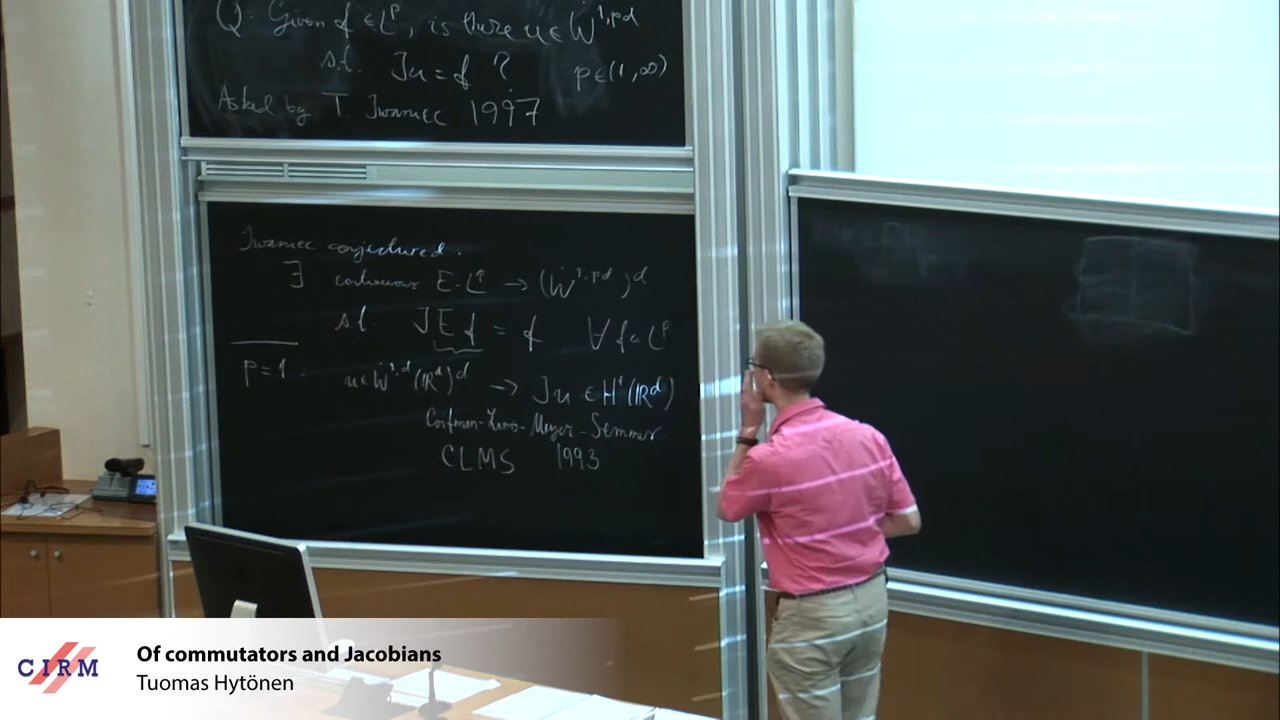 Q. Given f ∈ L^p, is there u ∈ Ẇ^{1,pd}
s.t. Ju = f ? p ∈ (1,∞)
Asked by T. Iwaniec 1997
Iwaniec conjectured:
∃ continuous E: L^p → (Ẇ^{1,pd})^d
s.t. JEf = f ∀ f ∈ L^p
p=1: u ∈ Ẇ^{1,d}(ℝ^d)^d → Ju ∈ H^1(ℝ^d)
Coifman-Lions-Meyer-Semmes
CLMS 1993
CIRM
Of commutators and Jacobians
Tuomas Hytönen